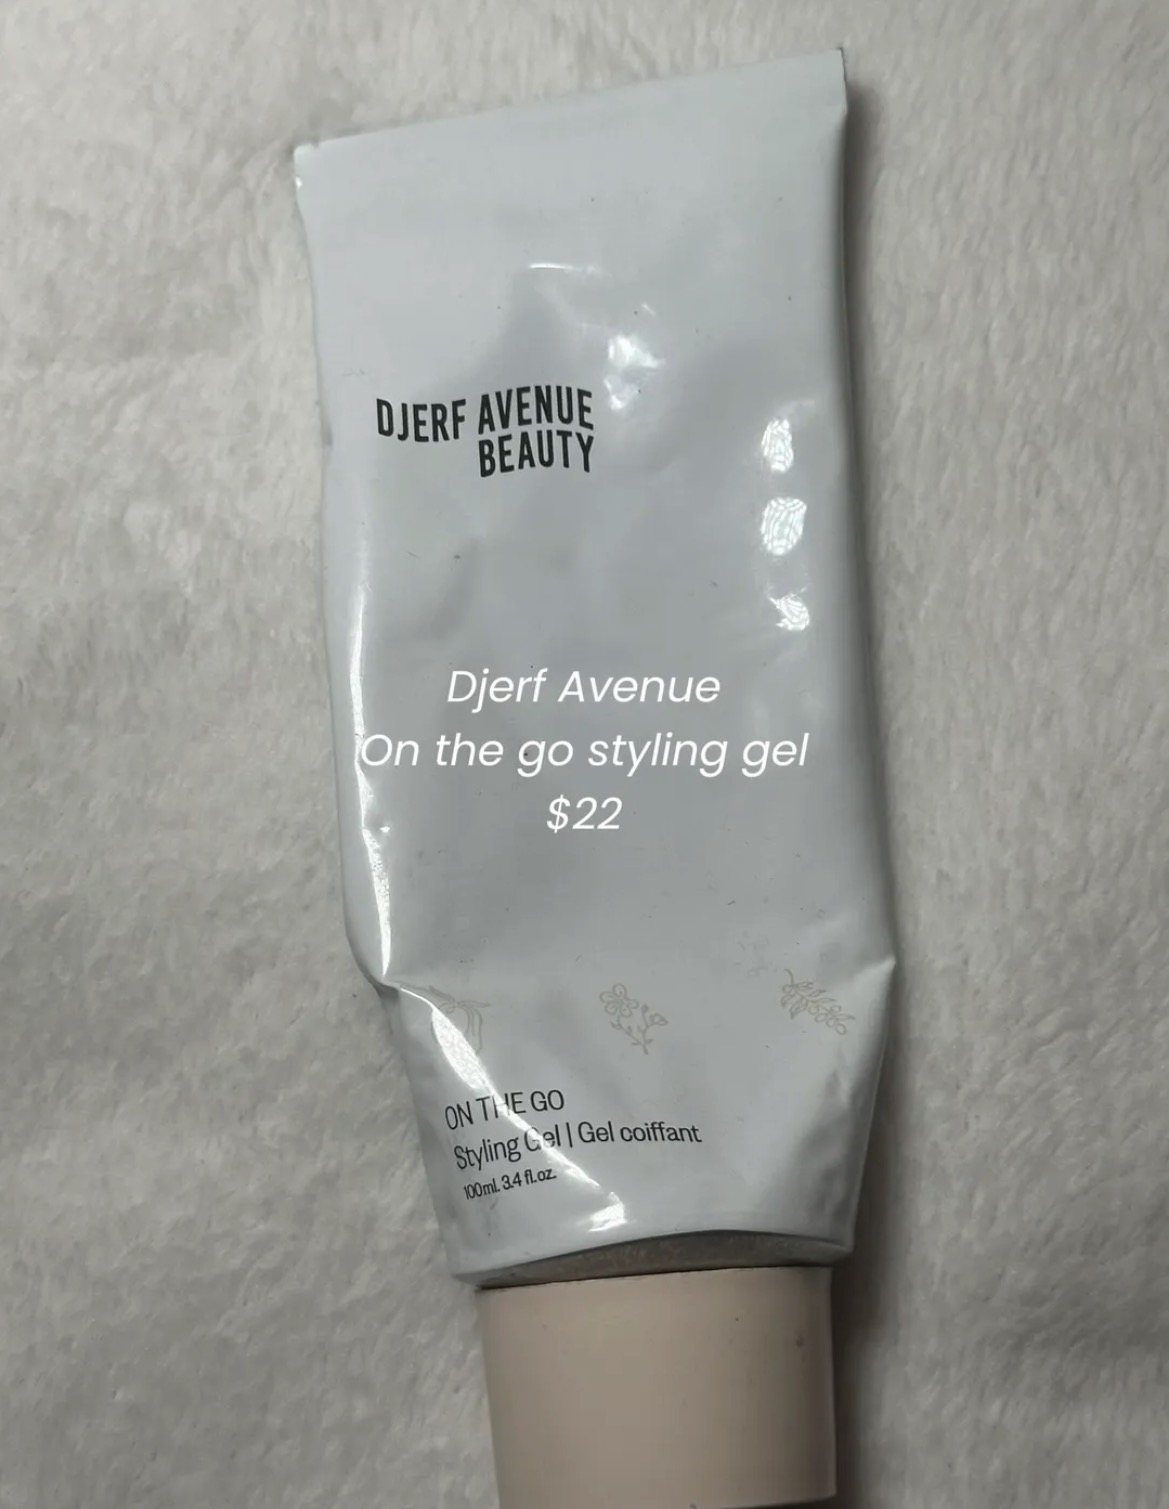 DJERF AVENUE
BEAUTY
Djerf Avenue
On the go styling gel
$22
ON THE GO
Styling Gel | Gel coiffant
100ml. 3.4 fl.oz.